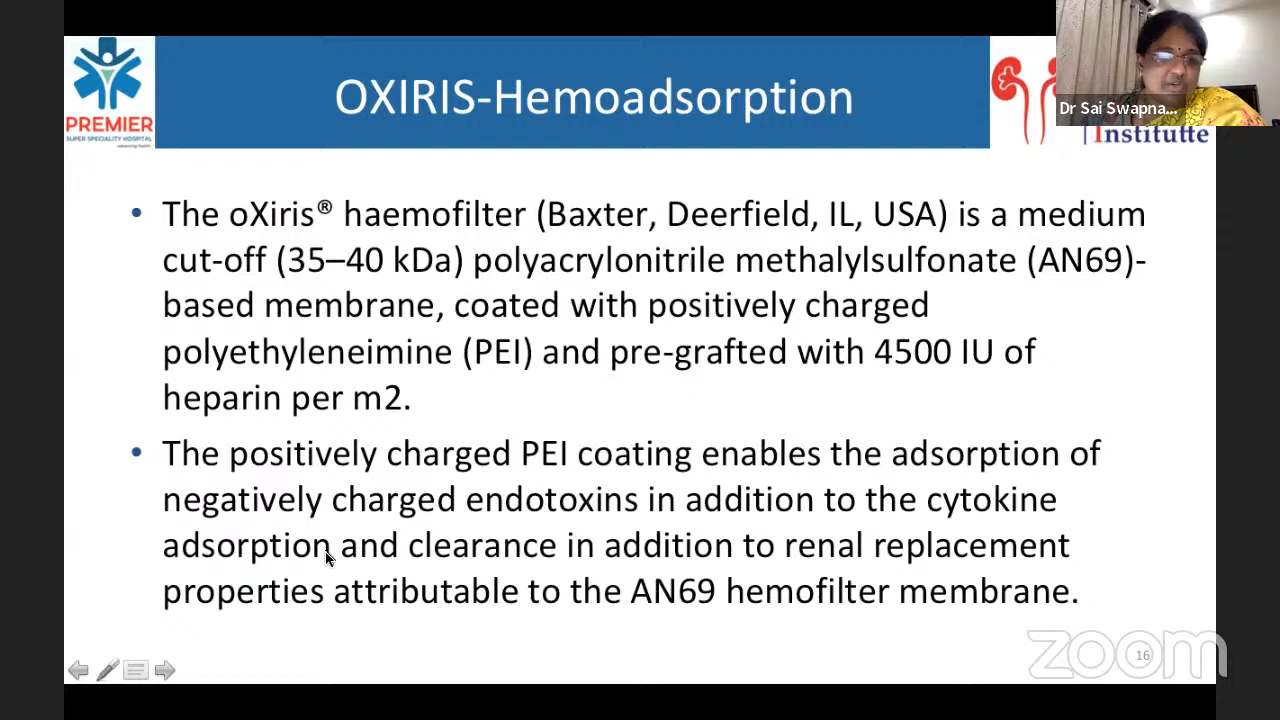 PREMIER
SUPER SPECIALITY HOSPITAL
OXIRIS-Hemoadsorption
Dr Sai Swapna...
Institutte
• The oXiris® haemofilter (Baxter, Deerfield, IL, USA) is a medium
cut-off (35–40 kDa) polyacrylonitrile methalylsulfonate (AN69)-
based membrane, coated with positively charged
polyethyleneimine (PEI) and pre-grafted with 4500 IU of
heparin per m2.
• The positively charged PEI coating enables the adsorption of
negatively charged endotoxins in addition to the cytokine
adsorption and clearance in addition to renal replacement
properties attributable to the AN69 hemofilter membrane.
zoom
16